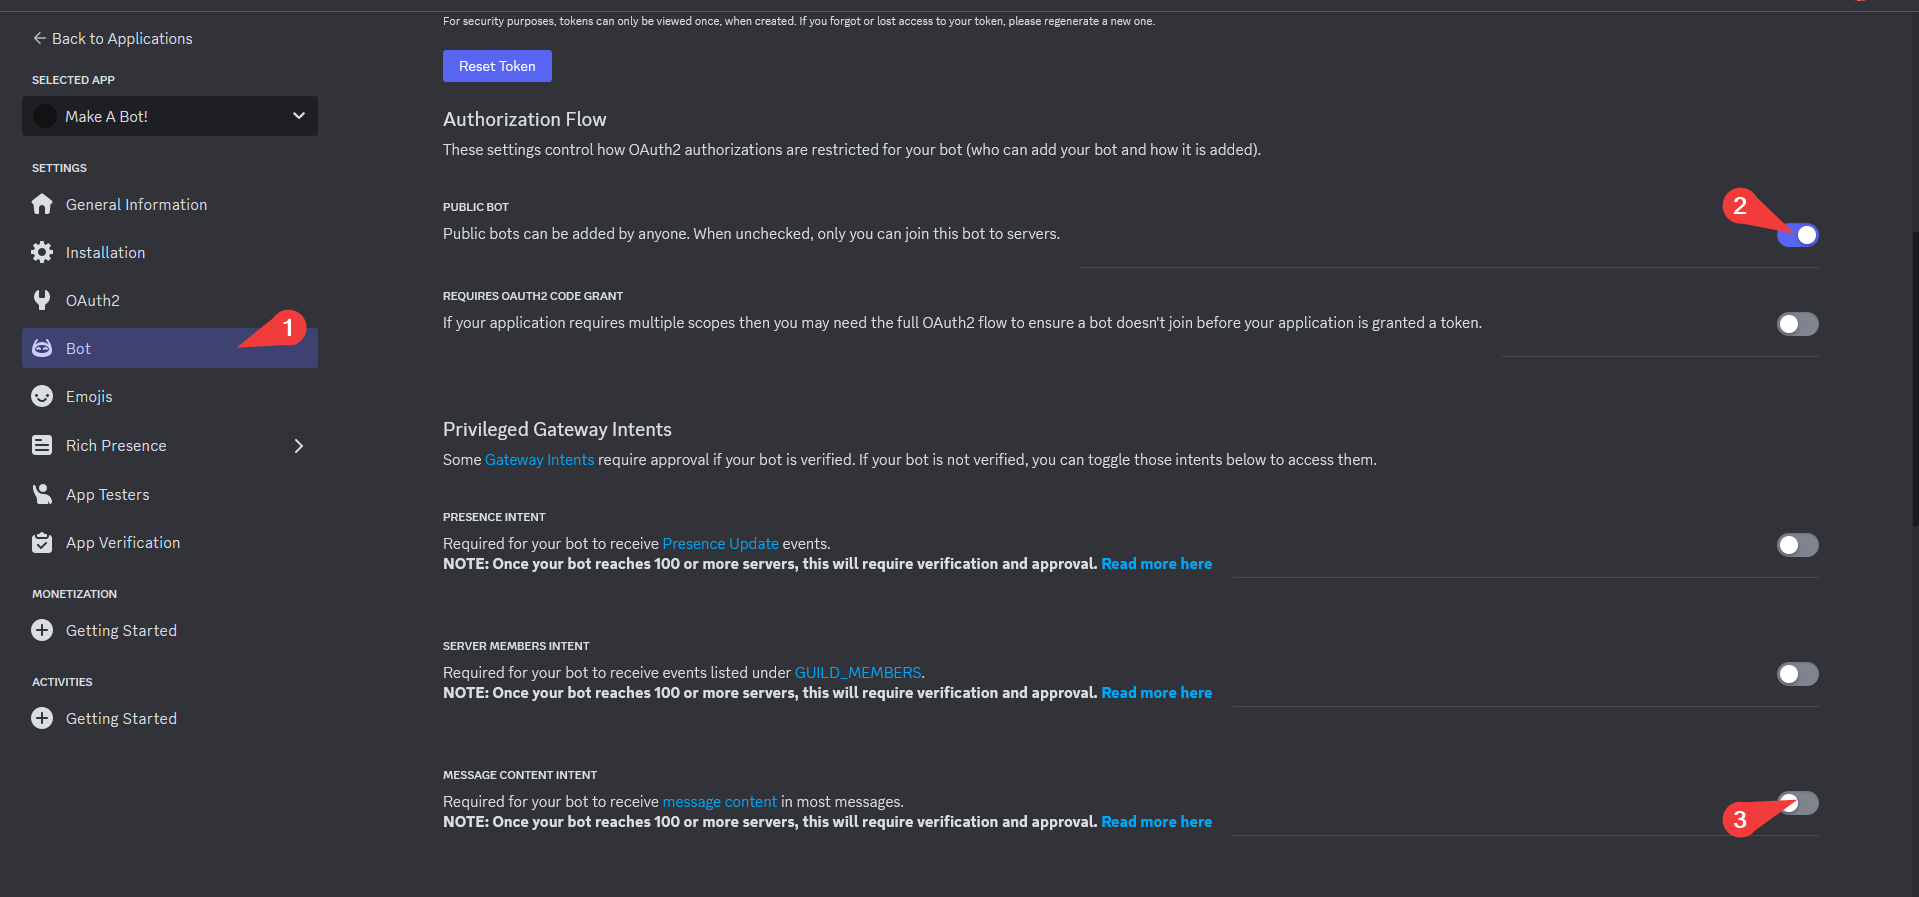 Back to Applications
SELECTED APP
Make A Bot!
SETTINGS
General Information
Installation
OAuth2
Bot
1
Emojis
Rich Presence
App Testers
App Verification
MONETIZATION
Getting Started
ACTIVITIES
Getting Started
For security purposes, tokens can only be viewed once, when created. If you forgot or lost access to your token, please regenerate a new one.
Reset Token
Authorization Flow
These settings control how OAuth2 authorizations are restricted for your bot (who can add your bot and how it is added).
PUBLIC BOT
Public bots can be added by anyone. When unchecked, only you can join this bot to servers.
2
REQUIRES OAUTH2 CODE GRANT
If your application requires multiple scopes then you may need the full OAuth2 flow to ensure a bot doesn't join before your application is granted a token.
Privileged Gateway Intents
Some Gateway Intents require approval if your bot is verified. If your bot is not verified, you can toggle those intents below to access them.
PRESENCE INTENT
Required for your bot to receive Presence Update events.
NOTE: Once your bot reaches 100 or more servers, this will require verification and approval. Read more here
SERVER MEMBERS INTENT
Required for your bot to receive events listed under GUILD_MEMBERS.
NOTE: Once your bot reaches 100 or more servers, this will require verification and approval. Read more here
MESSAGE CONTENT INTENT
Required for your bot to receive message content in most messages.
NOTE: Once your bot reaches 100 or more servers, this will require verification and approval. Read more here
3